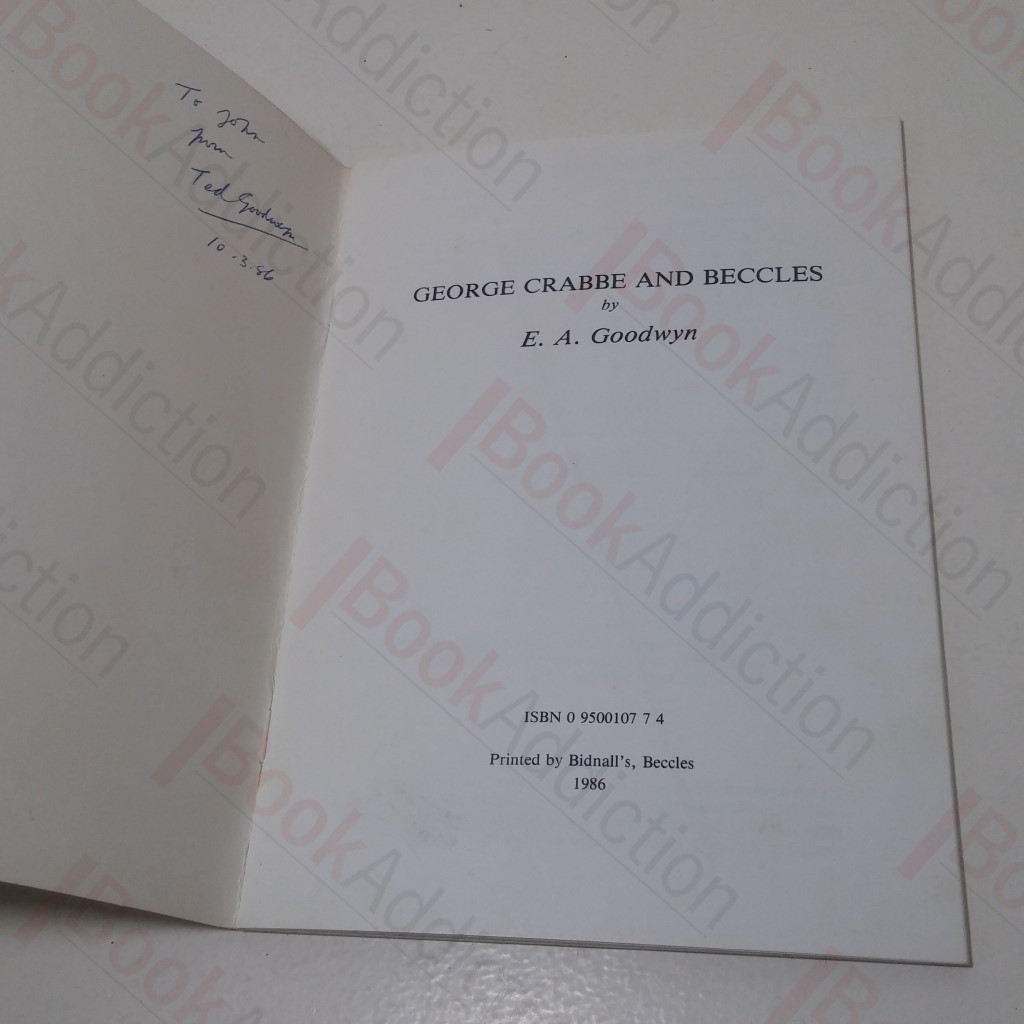 To John
from
Ted Goodwyn
10.3.86
GEORGE CRABBE AND BECCLES
by
E. A. Goodwyn
ISBN 0 9500107 7 4
Printed by Bidnall's, Beccles
1986
BookAddiction